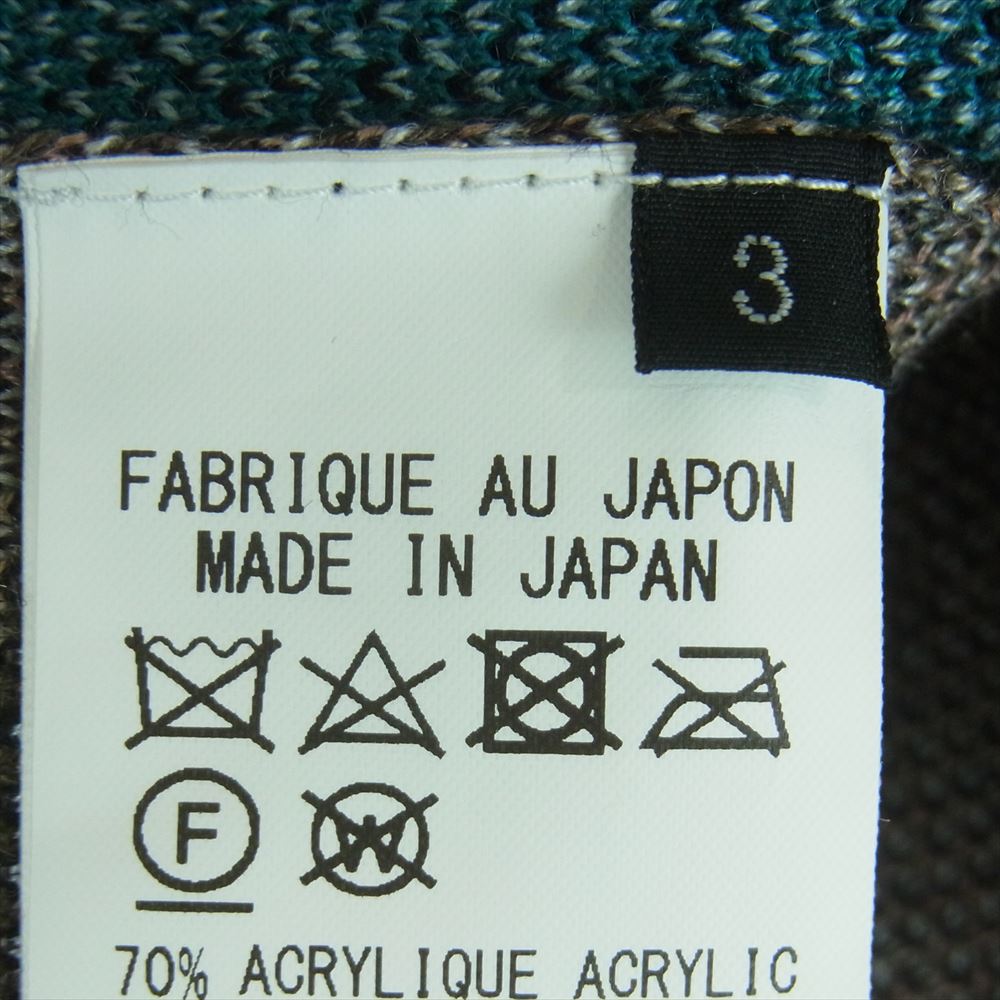 3
FABRIQUE AU JAPON
MADE IN JAPAN
F W
70% ACRYLIQUE ACRYLIC